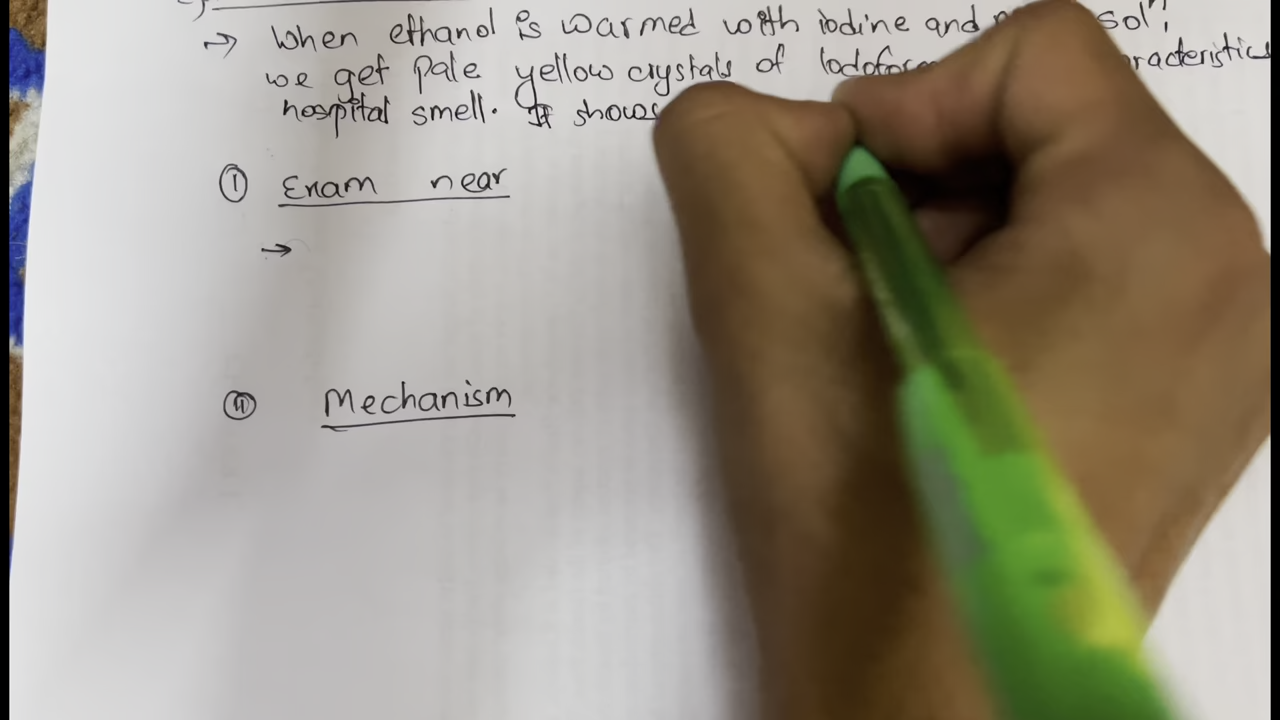 → When ethanol is warmed with iodine and solⁿ,
we get pale yellow crystals of
hospital smell. It shows
① Exam near
→
② Mechanism